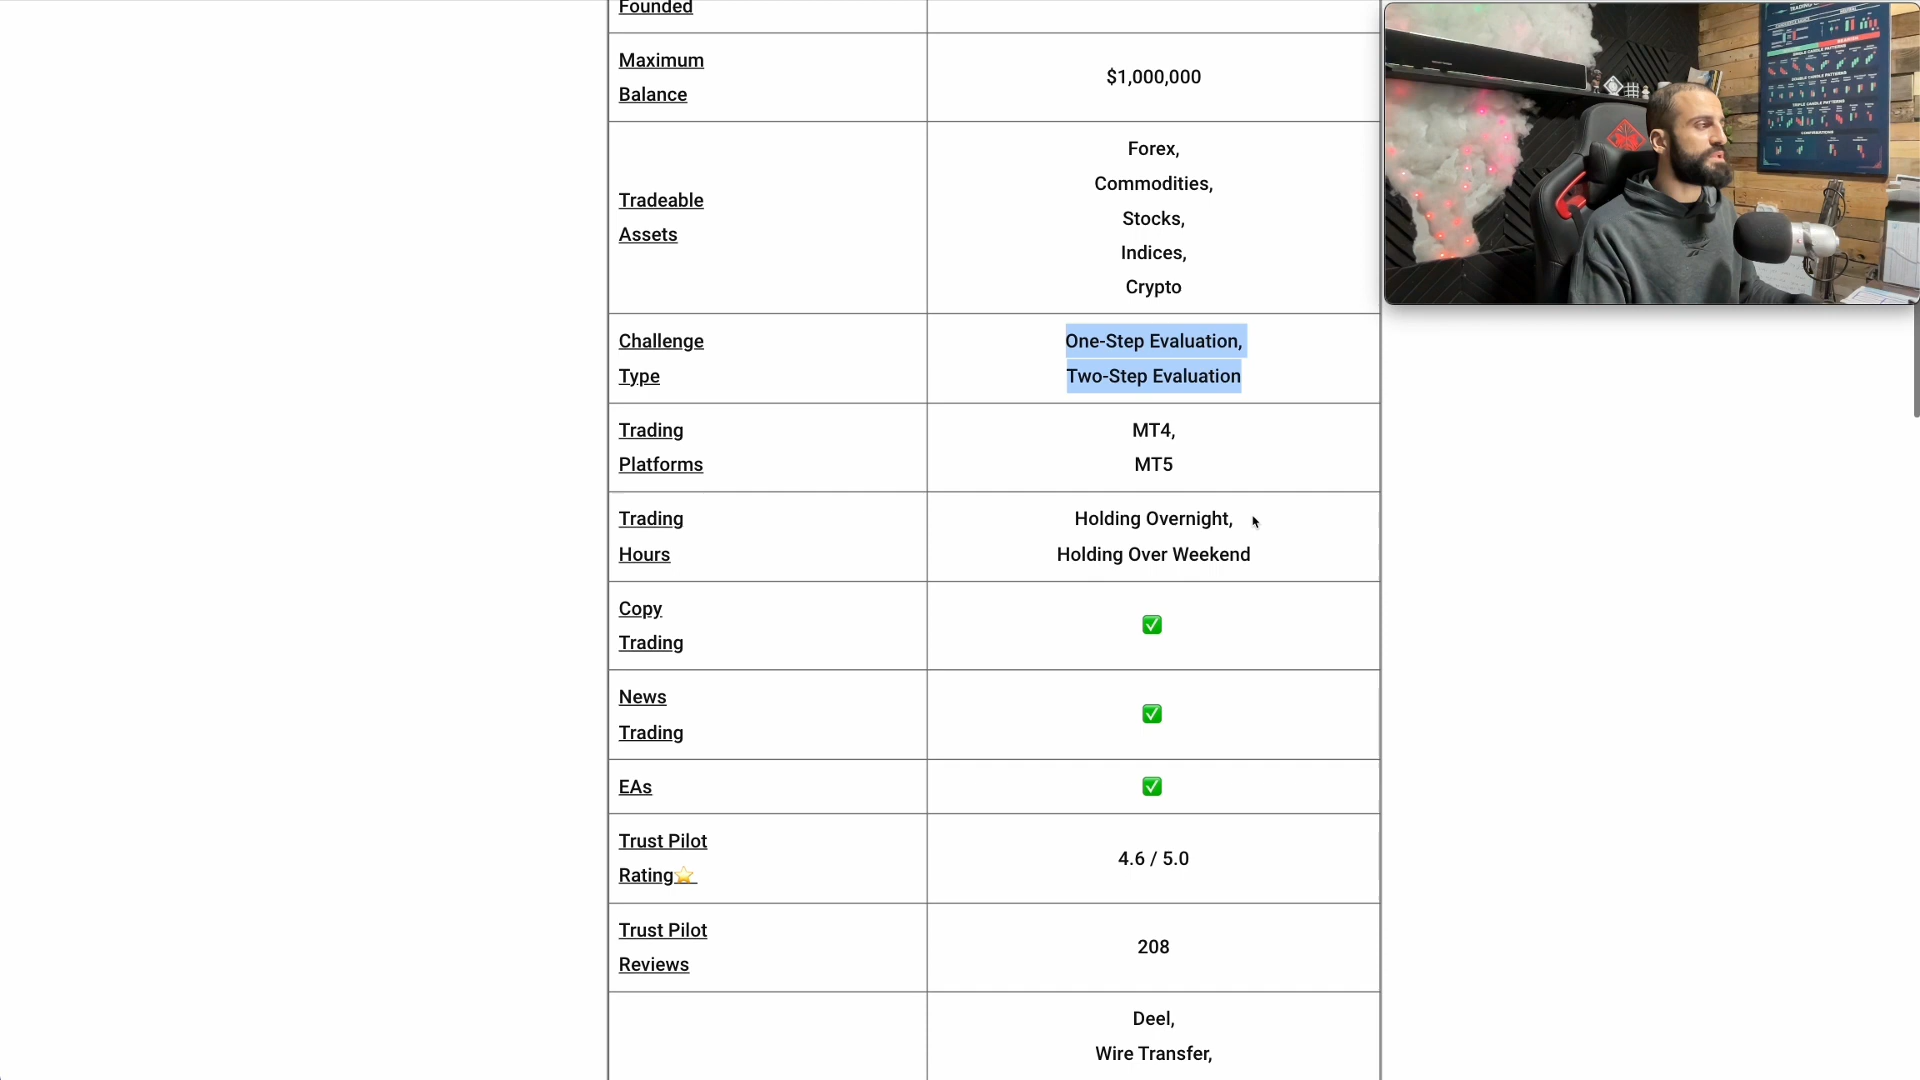 Founded
Maximum
Balance
$1,000,000
Tradeable
Assets
Forex,
Commodities,
Stocks,
Indices,
Crypto
Challenge
Type
One-Step Evaluation,
Two-Step Evaluation
Trading
Platforms
MT4,
MT5
Trading
Hours
Holding Overnight,
Holding Over Weekend
Copy
Trading
✅
News
Trading
✅
EAs
✅
Trust Pilot
Rating⭐
4.6 / 5.0
Trust Pilot
Reviews
208
Deel,
Wire Transfer,